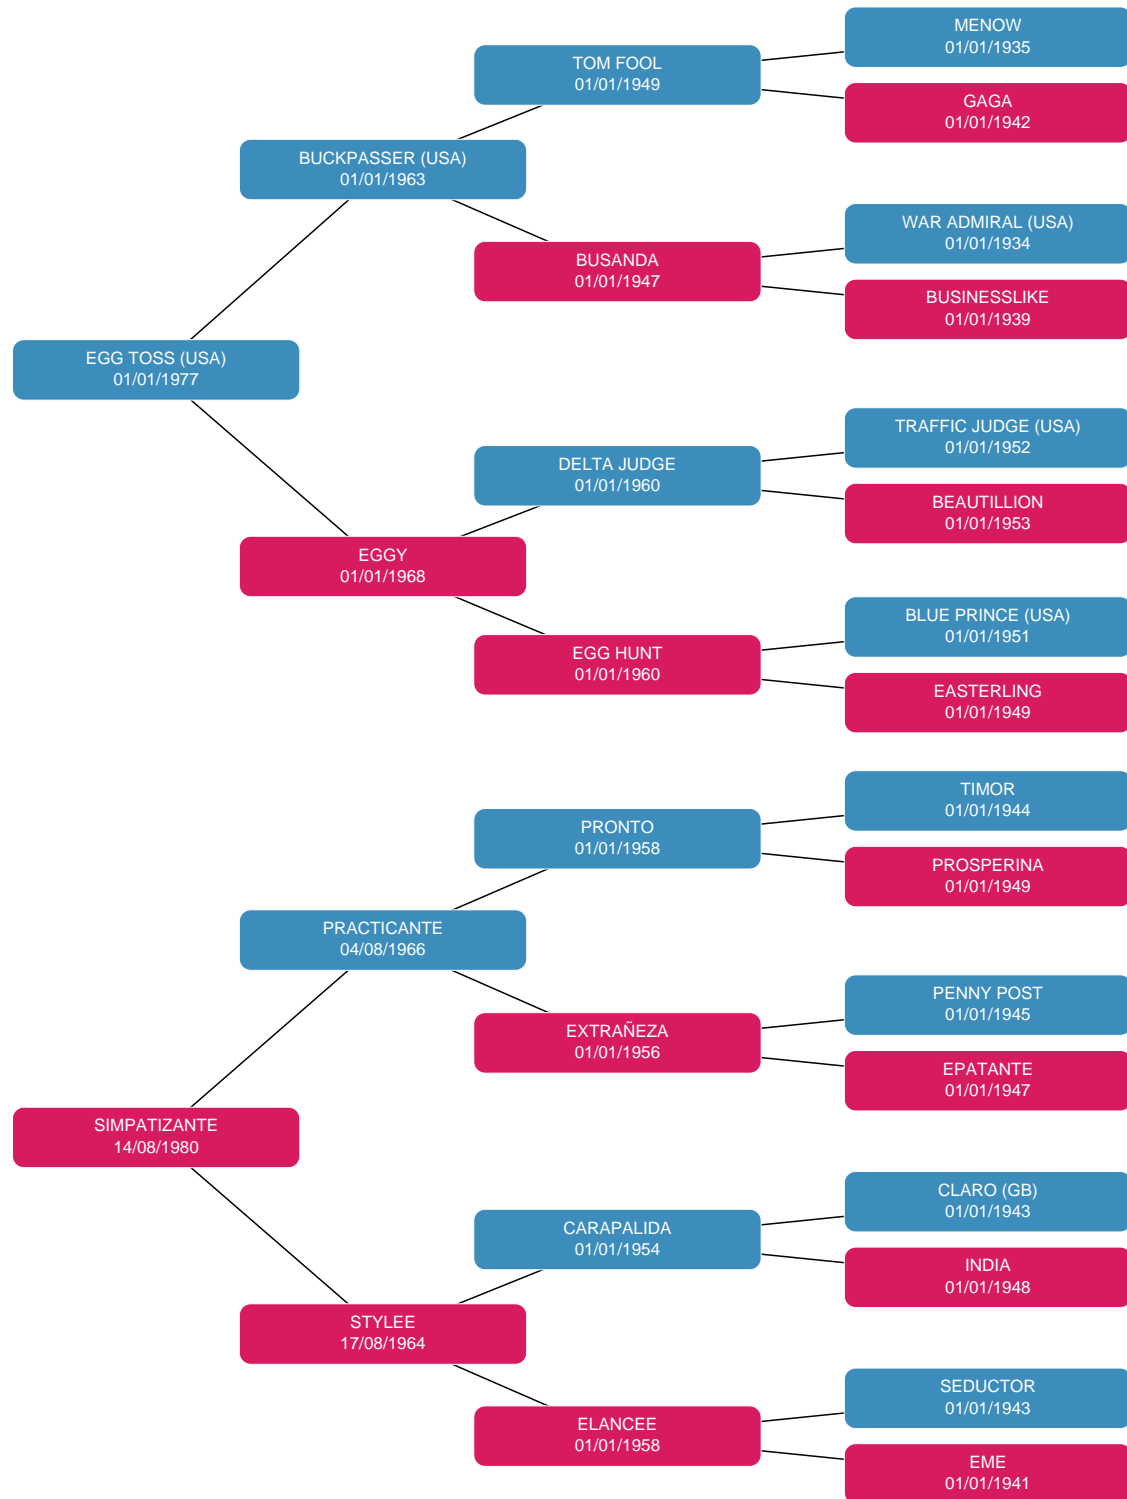 MENOW
01/01/1935
TOM FOOL
01/01/1949
GAGA
01/01/1942
BUCKPASSER (USA)
01/01/1963
WAR ADMIRAL (USA)
01/01/1934
BUSANDA
01/01/1947
BUSINESSLIKE
01/01/1939
EGG TOSS (USA)
01/01/1977
TRAFFIC JUDGE (USA)
01/01/1952
DELTA JUDGE
01/01/1960
BEAUTILLION
01/01/1953
EGGY
01/01/1968
BLUE PRINCE (USA)
01/01/1951
EGG HUNT
01/01/1960
EASTERLING
01/01/1949
TIMOR
01/01/1944
PRONTO
01/01/1958
PROSPERINA
01/01/1949
PRACTICANTE
04/08/1966
PENNY POST
01/01/1945
EXTRAÑEZA
01/01/1956
EPATANTE
01/01/1947
SIMPATIZANTE
14/08/1980
CLARO (GB)
01/01/1943
CARAPALIDA
01/01/1954
INDIA
01/01/1948
STYLEE
17/08/1964
SEDUCTOR
01/01/1943
ELANCEE
01/01/1958
EME
01/01/1941